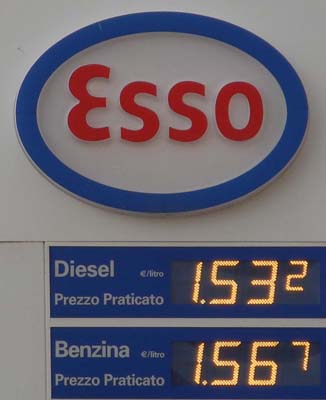 Esso
Diesel €/litro 1.532
Prezzo Praticato
Benzina €/litro 1.567
Prezzo Praticato